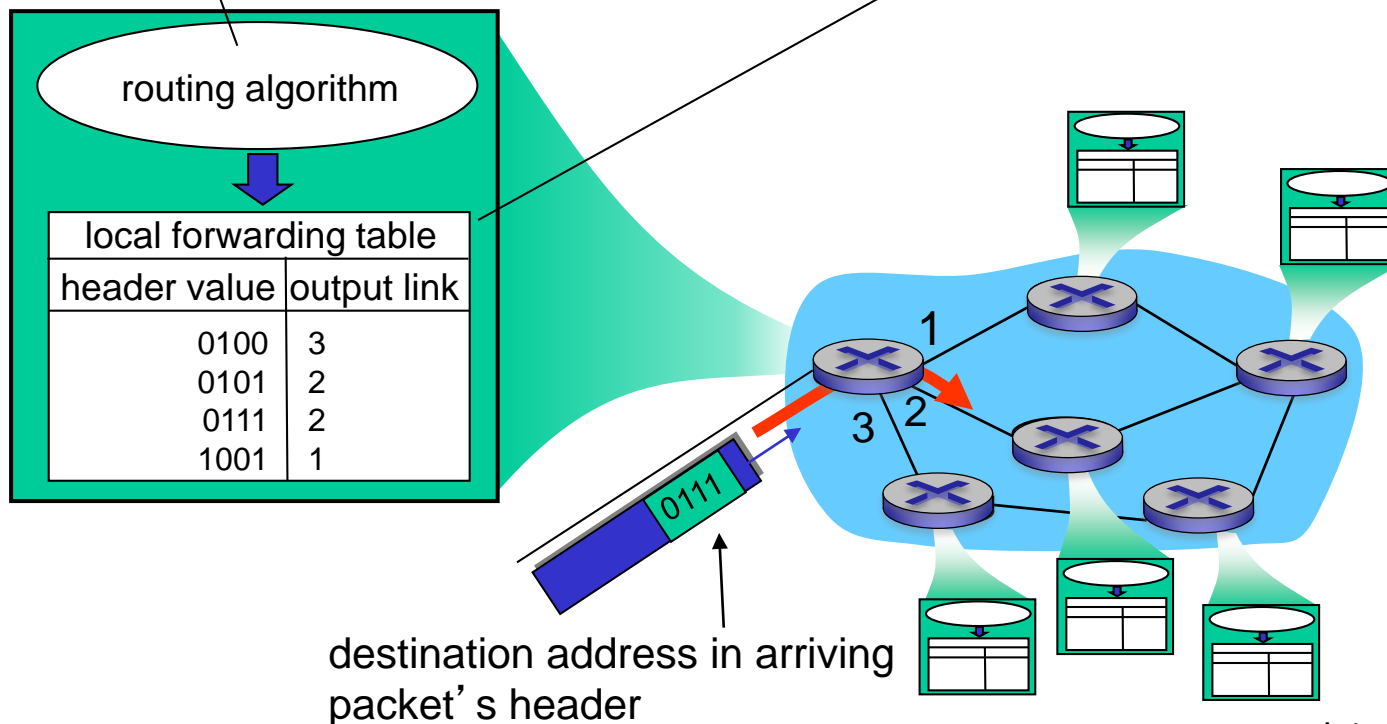 routing algorithm
local forwarding table
header value output link
0100 3
0101 2
0111 2
1001 1
1
2
3
0111
destination address in arriving
packet’ s header